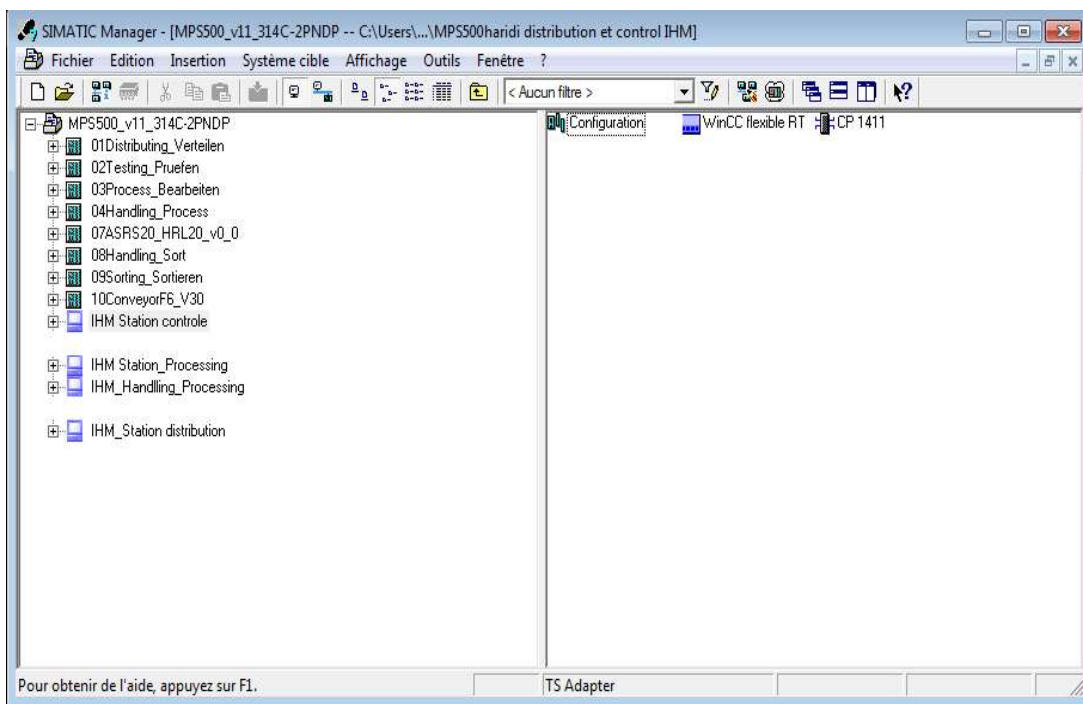 SIMATIC Manager - [MPS500_v11_314C-2PNDP -- C:\Users\...\MPS500haridi distribution et control IHM]
Fichier Edition Insertion Système cible Affichage Outils Fenêtre ?
< Aucun filtre >
MPS500_v11_314C-2PNDP
01Distributing_Verteilen
02Testing_Pruefen
03Process_Bearbeiten
04Handling_Process
07ASRS20_HRL20_v0_0
08Handling_Sort
09Sorting_Sortieren
10ConveyorF6_V30
IHM Station controle
IHM Station_Processing
IHM_Handlling_Processing
IHM_Station distribution
Configuration WinCC flexible RT CP 1411
Pour obtenir de l'aide, appuyez sur F1. TS Adapter